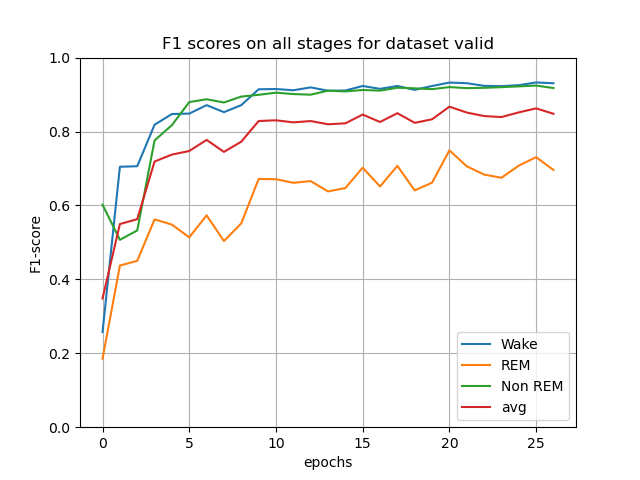 F1 scores on all stages for dataset valid
F1-score
1.0
0.8
0.6
0.4
0.2
0.0
0 5 10 15 20 25
epochs
Wake
REM
Non REM
avg